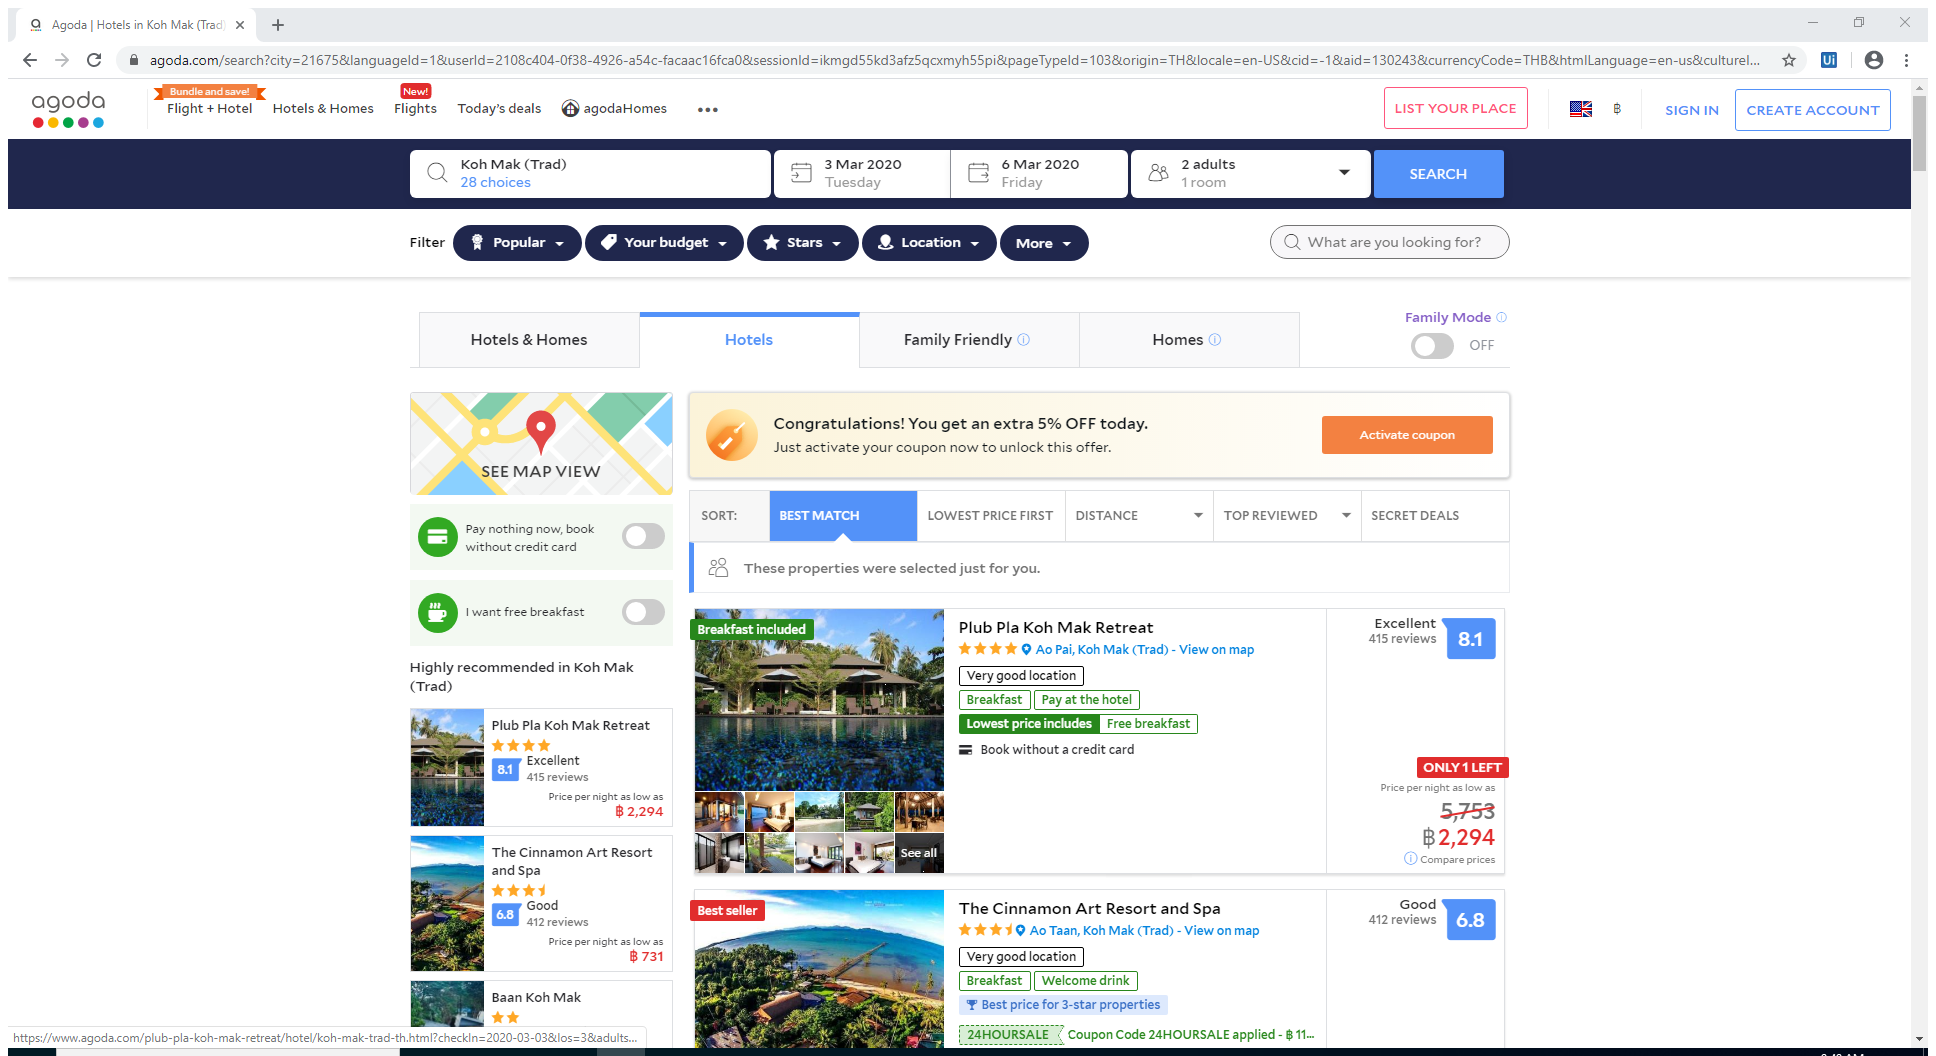 Agoda | Hotels in Koh Mak (Trad)
agoda.com/search?city=21675&languageId=1&userId=2108c404-0f38-4926-a54c-facaac16fca0&sessionId=ikmgd55kd3afz5qcxmyh55pi&pageTypeId=103&origin=TH&locale=en-US&cid=-1&aid=130243&currencyCode=THB&htmlLanguage=en-us&cultureI...
Ui
agoda
Bundle and save!
Flight + Hotel
Hotels & Homes
New!
Flights
Today's deals
agodaHomes
LIST YOUR PLACE
฿
SIGN IN
CREATE ACCOUNT
Koh Mak (Trad)
28 choices
3 Mar 2020
Tuesday
6 Mar 2020
Friday
2 adults
1 room
SEARCH
Filter
Popular
Your budget
Stars
Location
More
What are you looking for?
Hotels & Homes
Hotels
Family Friendly
Homes
Family Mode
OFF
SEE MAP VIEW
Pay nothing now, book
without credit card
I want free breakfast
Highly recommended in Koh Mak
(Trad)
Plub Pla Koh Mak Retreat
8.1
Excellent
415 reviews
Price per night as low as
฿ 2,294
The Cinnamon Art Resort
and Spa
6.8
Good
412 reviews
Price per night as low as
฿ 731
Baan Koh Mak
Congratulations! You get an extra 5% OFF today.
Just activate your coupon now to unlock this offer.
Activate coupon
SORT:
BEST MATCH
LOWEST PRICE FIRST
DISTANCE
TOP REVIEWED
SECRET DEALS
These properties were selected just for you.
Breakfast included
See all
Plub Pla Koh Mak Retreat
Ao Pai, Koh Mak (Trad) - View on map
Very good location
Breakfast
Pay at the hotel
Lowest price includes
Free breakfast
Book without a credit card
Excellent
415 reviews
8.1
ONLY 1 LEFT
Price per night as low as
5,753
฿2,294
Compare prices
Best seller
The Cinnamon Art Resort and Spa
Ao Taan, Koh Mak (Trad) - View on map
Very good location
Breakfast
Welcome drink
Best price for 3-star properties
24HOURSALE
Coupon Code 24HOURSALE applied - ฿ 11...
Good
412 reviews
6.8
https://www.agoda.com/plub-pla-koh-mak-retreat/hotel/koh-mak-trad-th.html?checkIn=2020-03-03&los=3&adults...